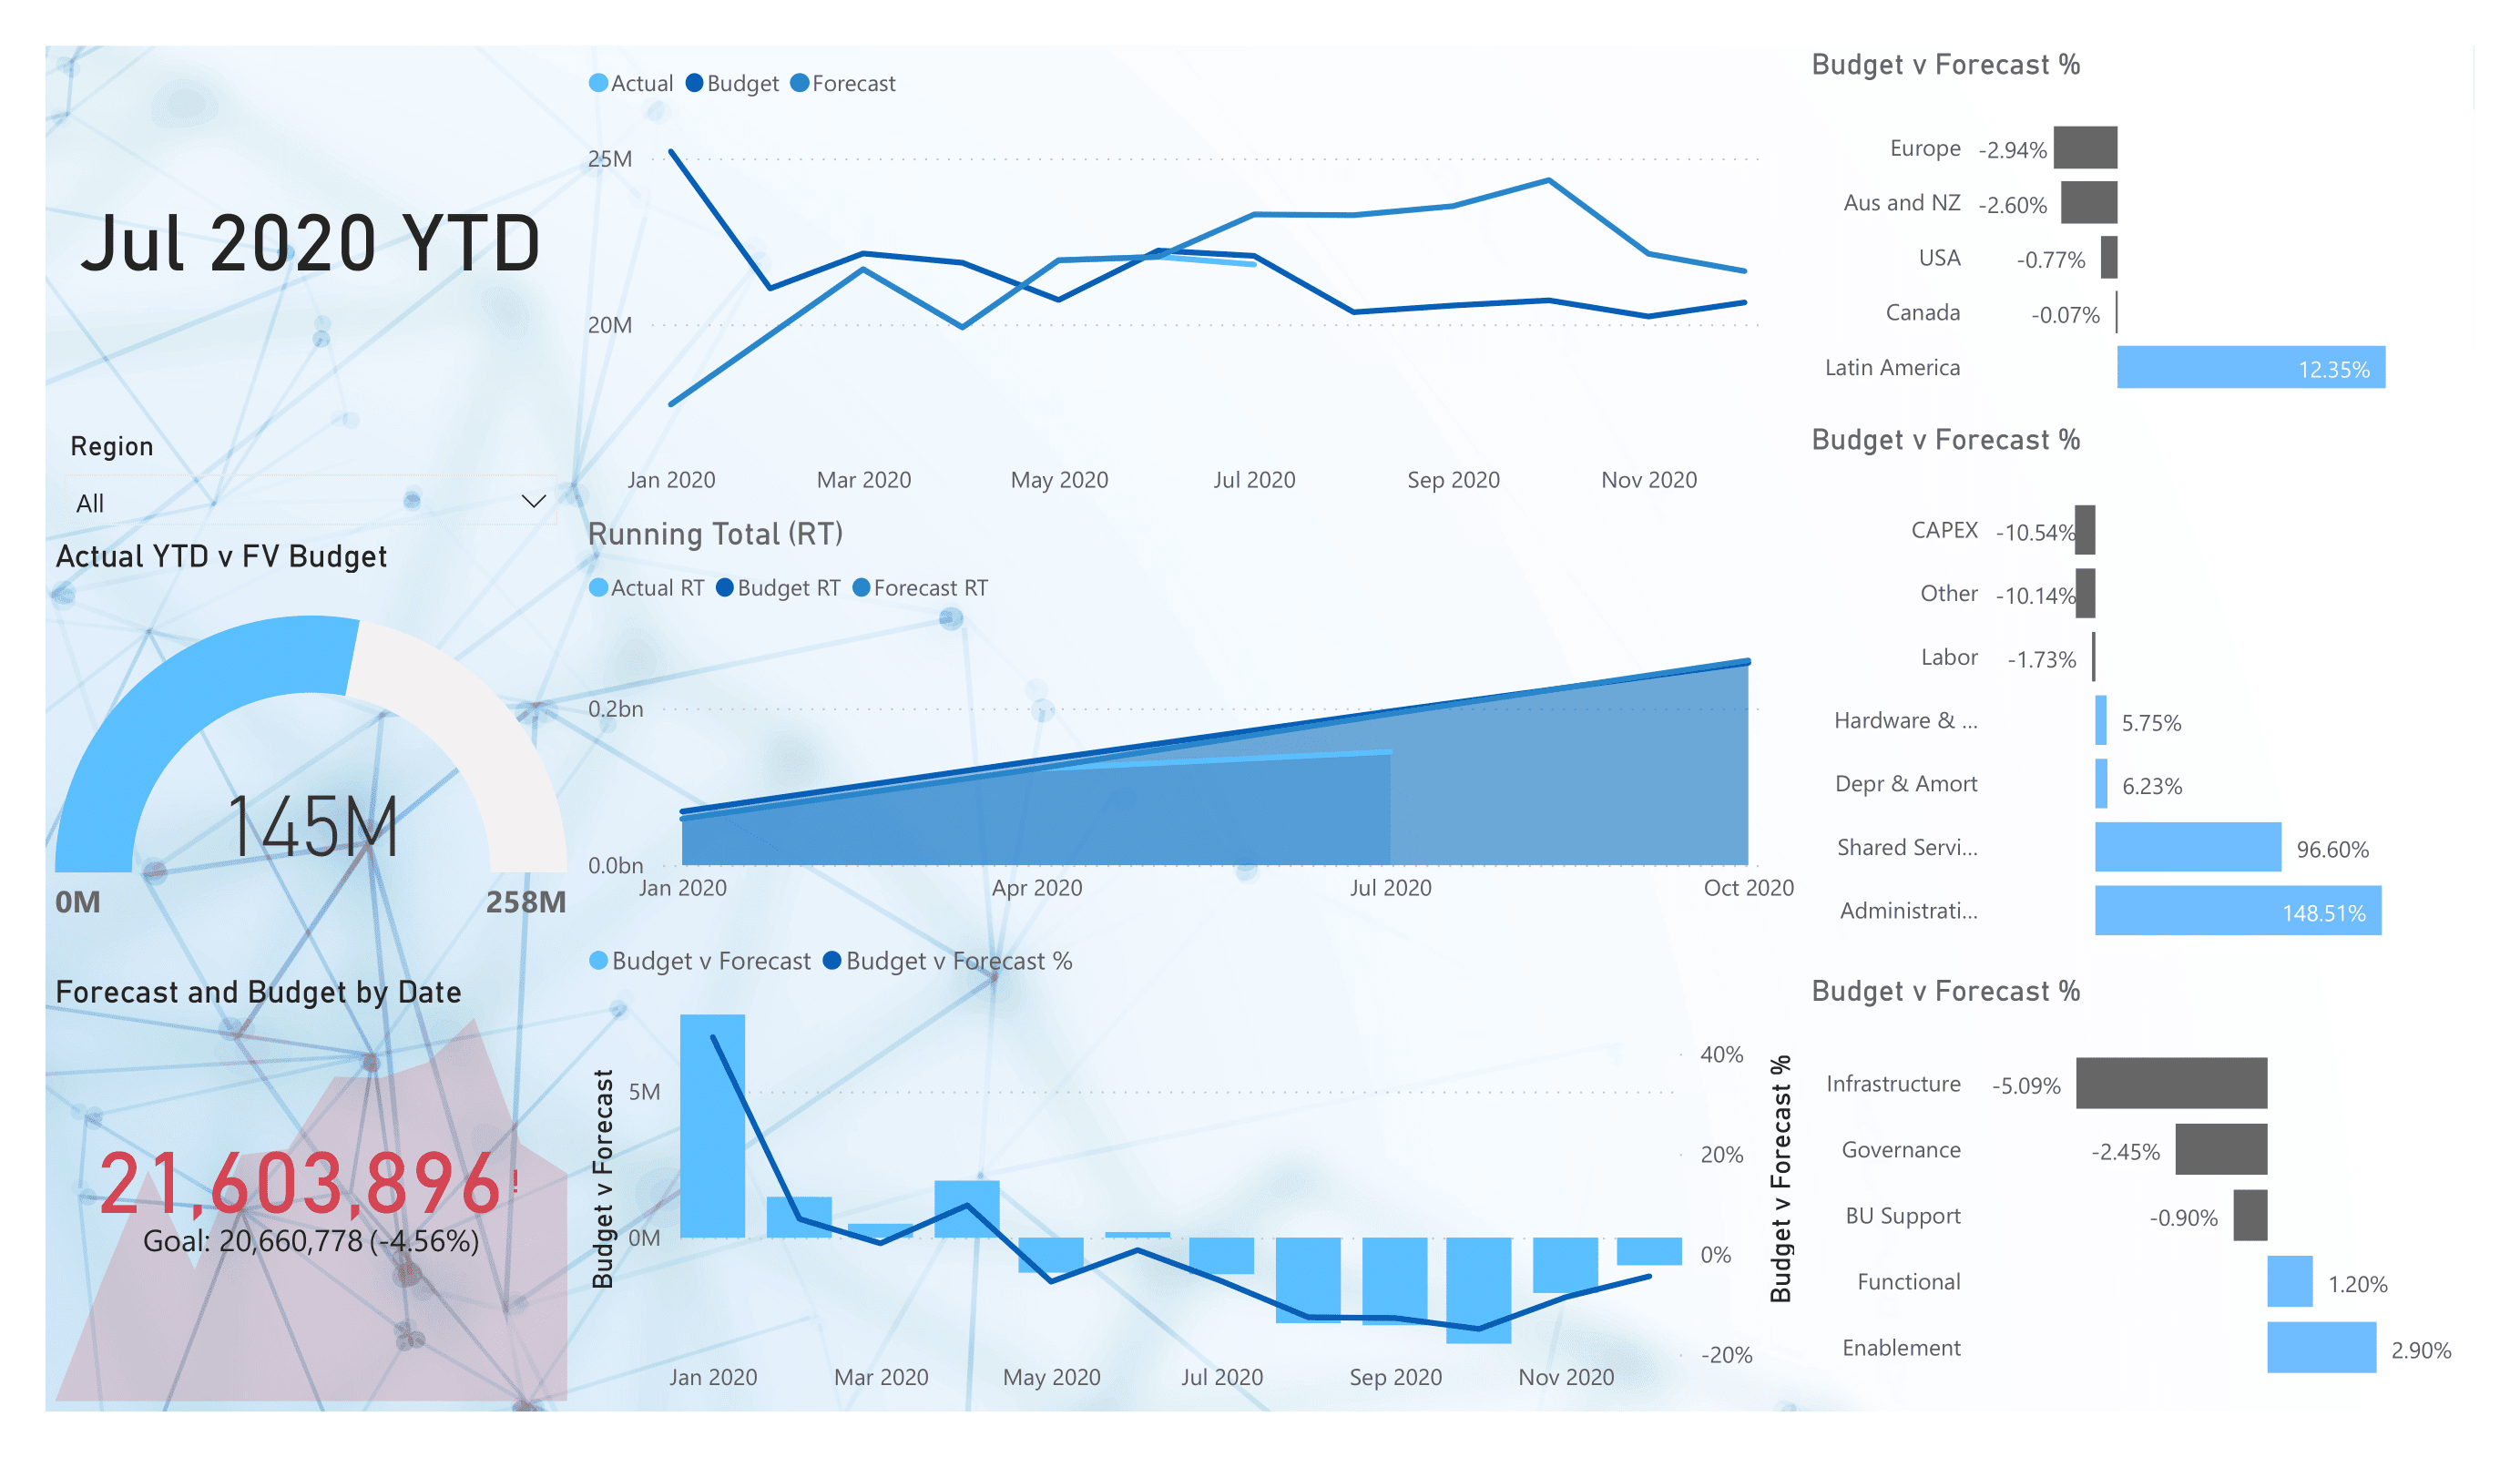 Jul 2020 YTD
Region
All
Actual YTD v FV Budget
145M
0M
258M
Forecast and Budget by Date
21,603,896!
Goal: 20,660,778 (-4.56%)
Actual Budget Forecast
25M
20M
Jan 2020 Mar 2020 May 2020 Jul 2020 Sep 2020 Nov 2020
Running Total (RT)
Actual RT Budget RT Forecast RT
0.2bn
0.0bn
Jan 2020 Apr 2020 Jul 2020 Oct 2020
Budget v Forecast Budget v Forecast %
Budget v Forecast
5M
0M
40%
20%
0%
-20%
Budget v Forecast %
Jan 2020 Mar 2020 May 2020 Jul 2020 Sep 2020 Nov 2020
Budget v Forecast %
Europe -2.94%
Aus and NZ -2.60%
USA -0.77%
Canada -0.07%
Latin America 12.35%
Budget v Forecast %
CAPEX -10.54%
Other -10.14%
Labor -1.73%
Hardware & ... 5.75%
Depr & Amort 6.23%
Shared Servi... 96.60%
Administrati... 148.51%
Budget v Forecast %
Infrastructure -5.09%
Governance -2.45%
BU Support -0.90%
Functional 1.20%
Enablement 2.90%